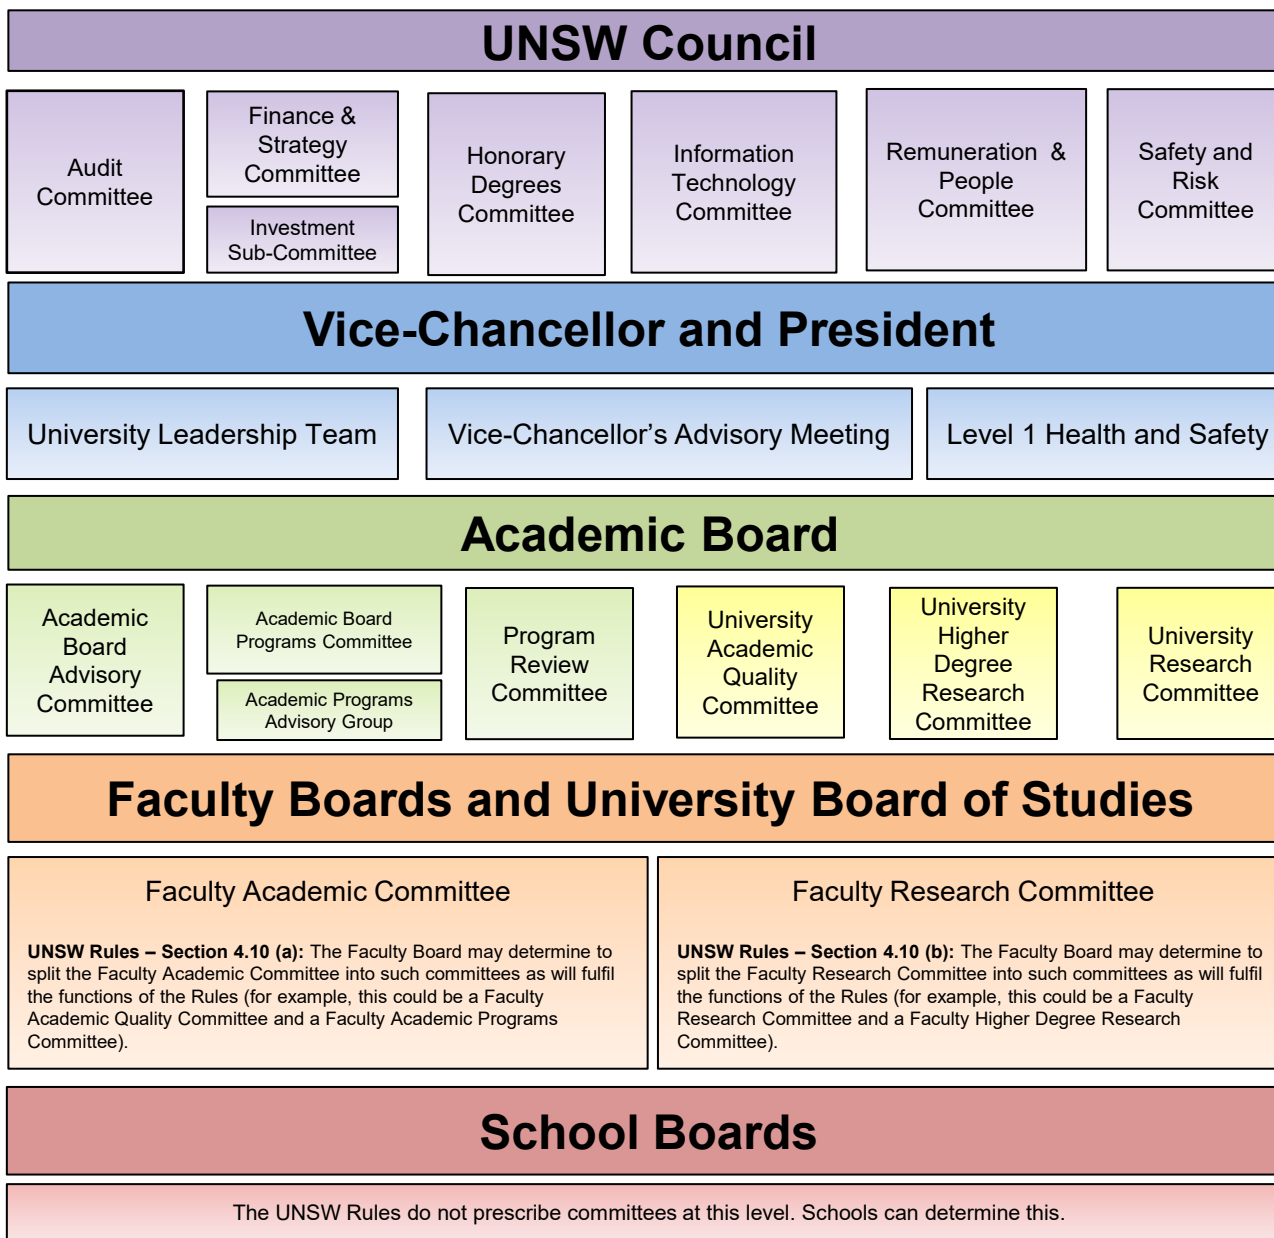 UNSW Council
Audit
Committee
Finance &
Strategy
Committee
Investment
Sub-Committee
Honorary
Degrees
Committee
Information
Technology
Committee
Remuneration &
People
Committee
Safety and
Risk
Committee
Vice-Chancellor and President
University Leadership Team
Vice-Chancellor’s Advisory Meeting
Level 1 Health and Safety
Academic Board
Academic
Board
Advisory
Committee
Academic Board
Programs Committee
Academic Programs
Advisory Group
Program
Review
Committee
University
Academic
Quality
Committee
University
Higher
Degree
Research
Committee
University
Research
Committee
Faculty Boards and University Board of Studies
Faculty Academic Committee
UNSW Rules – Section 4.10 (a): The Faculty Board may determine to
split the Faculty Academic Committee into such committees as will fulfil
the functions of the Rules (for example, this could be a Faculty
Academic Quality Committee and a Faculty Academic Programs
Committee).
Faculty Research Committee
UNSW Rules – Section 4.10 (b): The Faculty Board may determine to
split the Faculty Research Committee into such committees as will fulfil
the functions of the Rules (for example, this could be a Faculty
Research Committee and a Faculty Higher Degree Research
Committee).
School Boards
The UNSW Rules do not prescribe committees at this level. Schools can determine this.